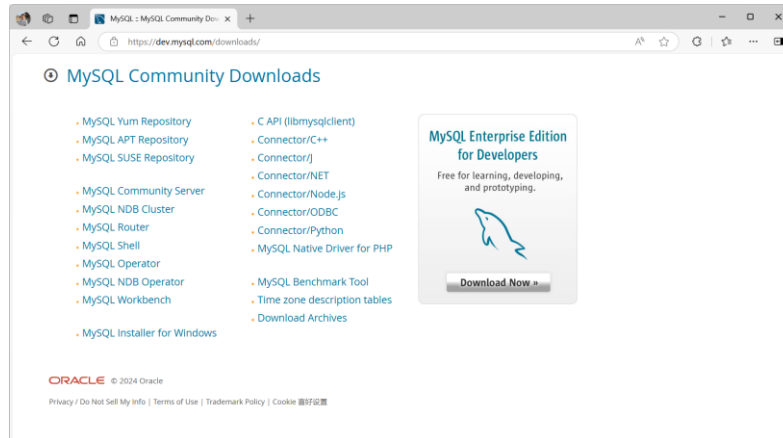 MySQL :: MySQL Community Dow
https://dev.mysql.com/downloads/
MySQL Community Downloads
MySQL Yum Repository
MySQL APT Repository
MySQL SUSE Repository
MySQL Community Server
MySQL NDB Cluster
MySQL Router
MySQL Shell
MySQL Operator
MySQL NDB Operator
MySQL Workbench
MySQL Installer for Windows
C API (libmysqlclient)
Connector/C++
Connector/J
Connector/NET
Connector/Node.js
Connector/ODBC
Connector/Python
MySQL Native Driver for PHP
MySQL Benchmark Tool
Time zone description tables
Download Archives
MySQL Enterprise Edition
for Developers
Free for learning, developing,
and prototyping.
Download Now »
ORACLE © 2024 Oracle
Privacy / Do Not Sell My Info | Terms of Use | Trademark Policy | Cookie 喜好设置